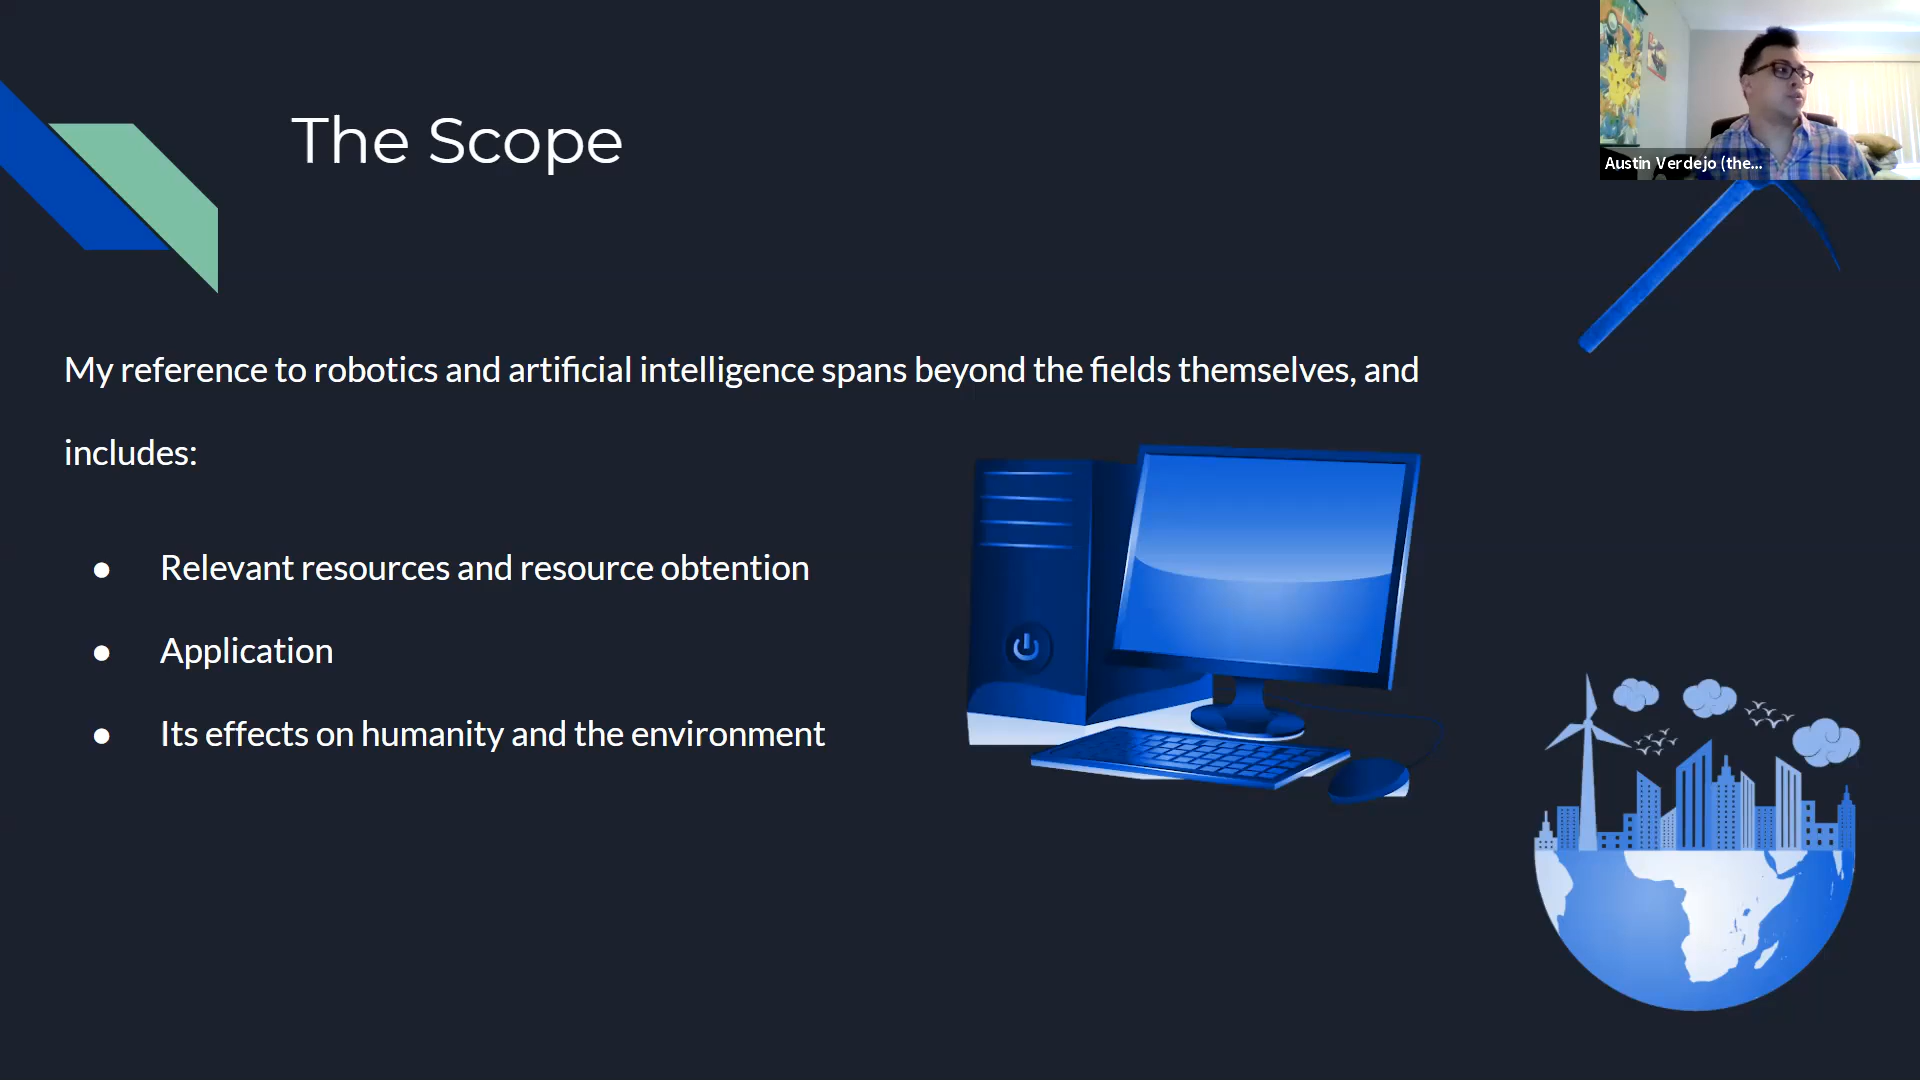 The Scope
Austin Verdejo (the...
My reference to robotics and artificial intelligence spans beyond the fields themselves, and
includes:
● Relevant resources and resource obtention
● Application
● Its effects on humanity and the environment